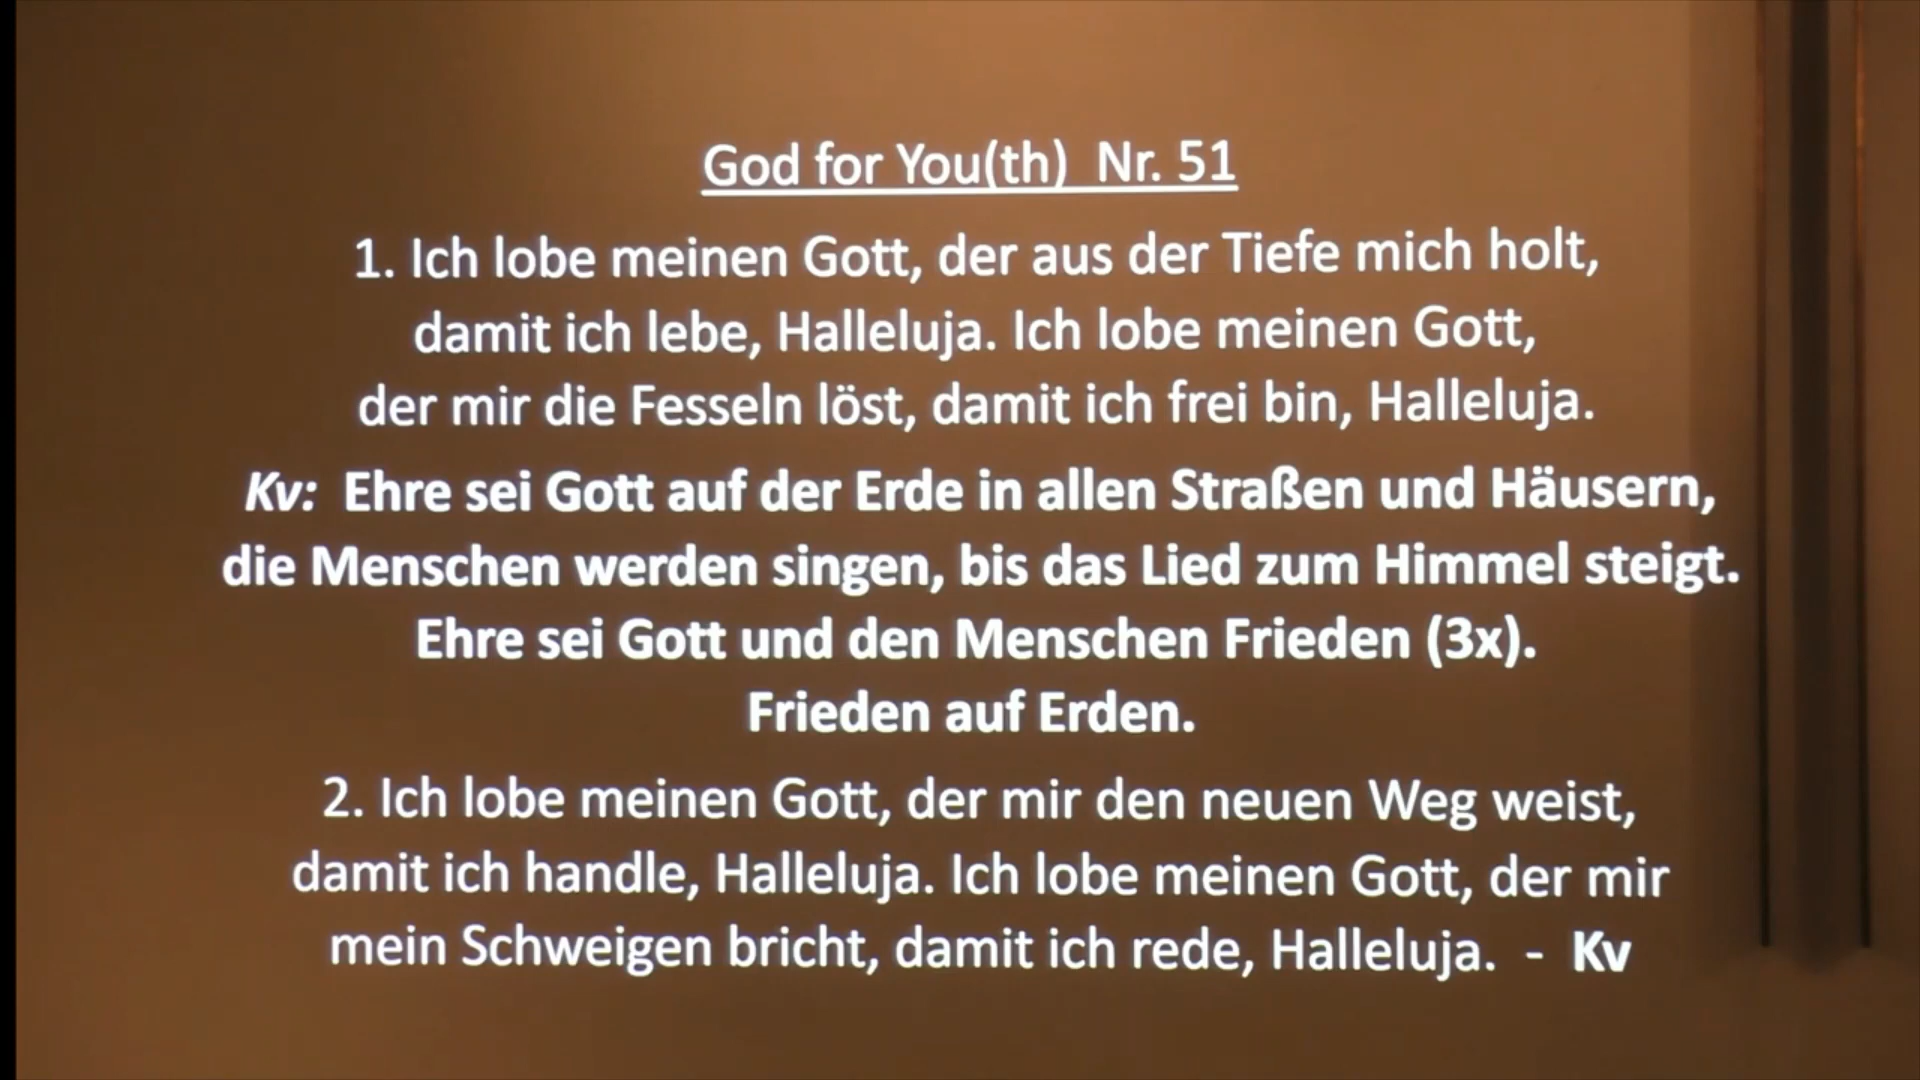 God for You(th)  Nr. 51
1. Ich lobe meinen Gott, der aus der Tiefe mich holt,
damit ich lebe, Halleluja. Ich lobe meinen Gott,
der mir die Fesseln löst, damit ich frei bin, Halleluja.
Kv:  Ehre sei Gott auf der Erde in allen Straßen und Häusern,
die Menschen werden singen, bis das Lied zum Himmel steigt.
Ehre sei Gott und den Menschen Frieden (3x).
Frieden auf Erden.
2. Ich lobe meinen Gott, der mir den neuen Weg weist,
damit ich handle, Halleluja. Ich lobe meinen Gott, der mir
mein Schweigen bricht, damit ich rede, Halleluja.  -  Kv